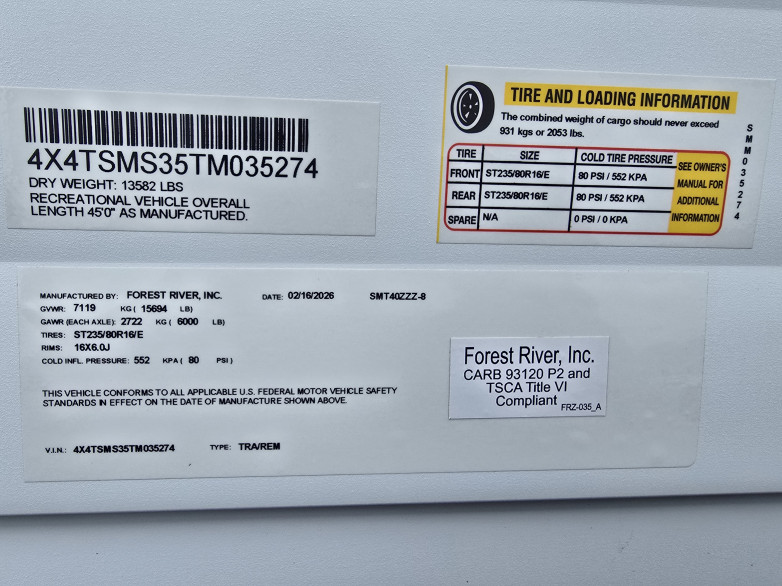 4X4TSMS35TM035274
DRY WEIGHT: 13582 LBS
RECREATIONAL VEHICLE OVERALL
LENGTH 45'0" AS MANUFACTURED.
TIRE AND LOADING INFORMATION
The combined weight of cargo should never exceed
931 kgs or 2053 lbs.
TIRE SIZE COLD TIRE PRESSURE
FRONT ST235/80R16/E 80 PSI / 552 KPA
REAR ST235/80R16/E 80 PSI / 552 KPA
SPARE N/A 0 PSI / 0 KPA
SEE OWNER'S
MANUAL FOR
ADDITIONAL
INFORMATION
SMM035274
MANUFACTURED BY: FOREST RIVER, INC. DATE: 02/16/2026 SMT40ZZZ-8
GVWR: 7119 KG ( 15694 LB)
GAWR (EACH AXLE): 2722 KG ( 6000 LB)
TIRES: ST235/80R16/E
RIMS: 16X6.0J
COLD INFL. PRESSURE: 552 KPA ( 80 PSI )
THIS VEHICLE CONFORMS TO ALL APPLICABLE U.S. FEDERAL MOTOR VEHICLE SAFETY
STANDARDS IN EFFECT ON THE DATE OF MANUFACTURE SHOWN ABOVE.
V.I.N.: 4X4TSMS35TM035274 TYPE: TRA/REM
Forest River, Inc.
CARB 93120 P2 and
TSCA Title VI
Compliant
FRZ-035_A